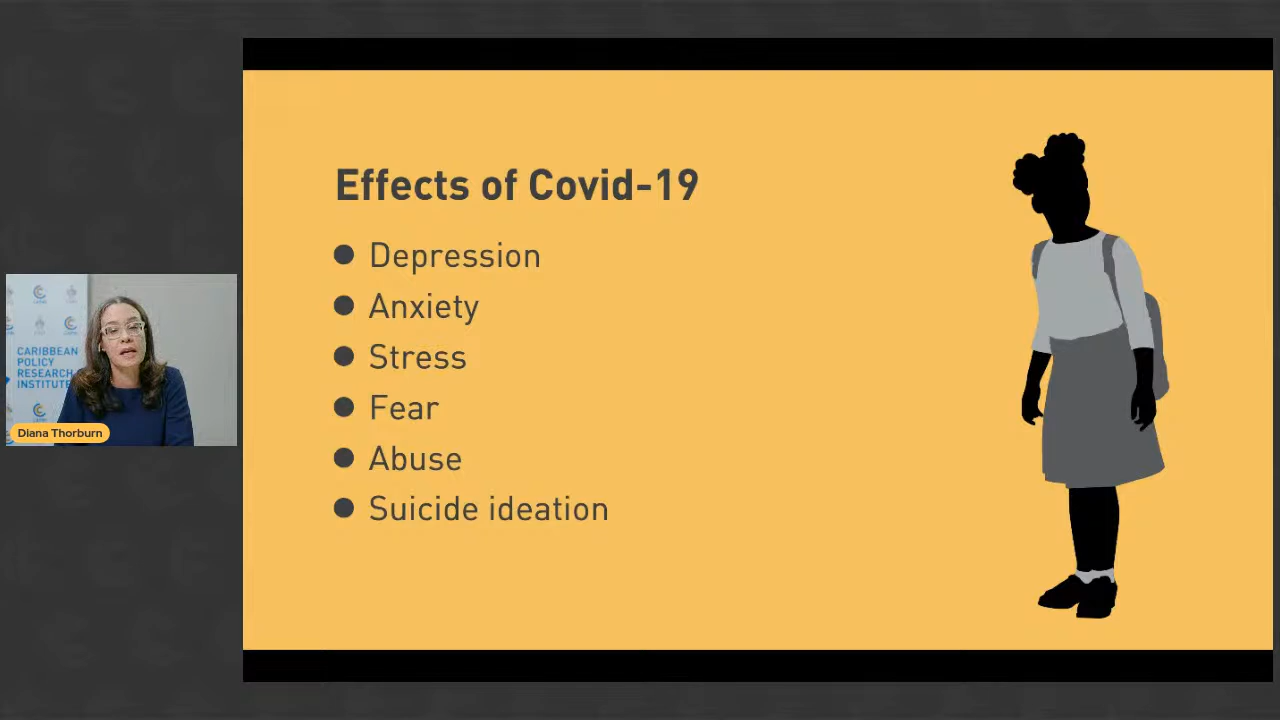 Effects of Covid-19
Depression
Anxiety
Stress
Fear
Abuse
Suicide ideation
CARIBBEAN
POLICY
RESEARCH
INSTITUTE
Diana Thorburn